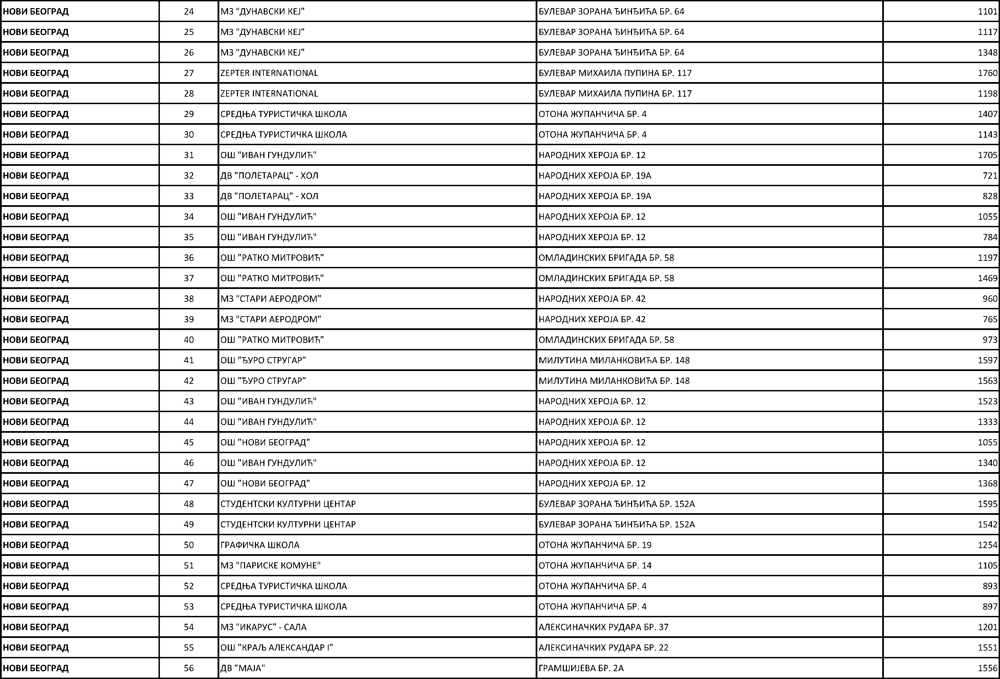 НОВИ БЕОГРАД 24 МЗ "ДУНАВСКИ КЕЈ" БУЛЕВАР ЗОРАНА ЂИНЂИЋА БР. 64 1101
НОВИ БЕОГРАД 25 МЗ "ДУНАВСКИ КЕЈ" БУЛЕВАР ЗОРАНА ЂИНЂИЋА БР. 64 1117
НОВИ БЕОГРАД 26 МЗ "ДУНАВСКИ КЕЈ" БУЛЕВАР ЗОРАНА ЂИНЂИЋА БР. 64 1348
НОВИ БЕОГРАД 27 ZEPTER INTERNATIONAL БУЛЕВАР МИХАИЛА ПУПИНА БР. 117 1760
НОВИ БЕОГРАД 28 ZEPTER INTERNATIONAL БУЛЕВАР МИХАИЛА ПУПИНА БР. 117 1198
НОВИ БЕОГРАД 29 СРЕДЊА ТУРИСТИЧКА ШКОЛА ОТОНА ЖУПАНЧИЧА БР. 4 1407
НОВИ БЕОГРАД 30 СРЕДЊА ТУРИСТИЧКА ШКОЛА ОТОНА ЖУПАНЧИЧА БР. 4 1143
НОВИ БЕОГРАД 31 ОШ "ИВАН ГУНДУЛИЋ" НАРОДНИХ ХЕРОЈА БР. 12 1705
НОВИ БЕОГРАД 32 ДВ "ПОЛЕТАРАЦ" - ХОЛ НАРОДНИХ ХЕРОЈА БР. 19А 721
НОВИ БЕОГРАД 33 ДВ "ПОЛЕТАРАЦ" - ХОЛ НАРОДНИХ ХЕРОЈА БР. 19А 828
НОВИ БЕОГРАД 34 ОШ "ИВАН ГУНДУЛИЋ" НАРОДНИХ ХЕРОЈА БР. 12 1055
НОВИ БЕОГРАД 35 ОШ "ИВАН ГУНДУЛИЋ" НАРОДНИХ ХЕРОЈА БР. 12 784
НОВИ БЕОГРАД 36 ОШ "РАТКО МИТРОВИЋ" ОМЛАДИНСКИХ БРИГАДА БР. 58 1197
НОВИ БЕОГРАД 37 ОШ "РАТКО МИТРОВИЋ" ОМЛАДИНСКИХ БРИГАДА БР. 58 1469
НОВИ БЕОГРАД 38 МЗ "СТАРИ АЕРОДРОМ" НАРОДНИХ ХЕРОЈА БР. 42 960
НОВИ БЕОГРАД 39 МЗ "СТАРИ АЕРОДРОМ" НАРОДНИХ ХЕРОЈА БР. 42 765
НОВИ БЕОГРАД 40 ОШ "РАТКО МИТРОВИЋ" ОМЛАДИНСКИХ БРИГАДА БР. 58 973
НОВИ БЕОГРАД 41 ОШ "ЂУРО СТРУГАР" МИЛУТИНА МИЛАНКОВИЋА БР. 148 1597
НОВИ БЕОГРАД 42 ОШ "ЂУРО СТРУГАР" МИЛУТИНА МИЛАНКОВИЋА БР. 148 1563
НОВИ БЕОГРАД 43 ОШ "ИВАН ГУНДУЛИЋ" НАРОДНИХ ХЕРОЈА БР. 12 1523
НОВИ БЕОГРАД 44 ОШ "ИВАН ГУНДУЛИЋ" НАРОДНИХ ХЕРОЈА БР. 12 1333
НОВИ БЕОГРАД 45 ОШ "НОВИ БЕОГРАД" НАРОДНИХ ХЕРОЈА БР. 12 1055
НОВИ БЕОГРАД 46 ОШ "ИВАН ГУНДУЛИЋ" НАРОДНИХ ХЕРОЈА БР. 12 1340
НОВИ БЕОГРАД 47 ОШ "НОВИ БЕОГРАД" НАРОДНИХ ХЕРОЈА БР. 12 1368
НОВИ БЕОГРАД 48 СТУДЕНТСКИ КУЛТУРНИ ЦЕНТАР БУЛЕВАР ЗОРАНА ЂИНЂИЋА БР. 152А 1595
НОВИ БЕОГРАД 49 СТУДЕНТСКИ КУЛТУРНИ ЦЕНТАР БУЛЕВАР ЗОРАНА ЂИНЂИЋА БР. 152А 1542
НОВИ БЕОГРАД 50 ГРАФИЧКА ШКОЛА ОТОНА ЖУПАНЧИЧА БР. 19 1254
НОВИ БЕОГРАД 51 МЗ "ПАРИСКЕ КОМУНЕ" ОТОНА ЖУПАНЧИЧА БР. 14 1105
НОВИ БЕОГРАД 52 СРЕДЊА ТУРИСТИЧКА ШКОЛА ОТОНА ЖУПАНЧИЧА БР. 4 893
НОВИ БЕОГРАД 53 СРЕДЊА ТУРИСТИЧКА ШКОЛА ОТОНА ЖУПАНЧИЧА БР. 4 897
НОВИ БЕОГРАД 54 МЗ "ИКАРУС" - САЛА АЛЕКСИНАЧКИХ РУДАРА БР. 37 1201
НОВИ БЕОГРАД 55 ОШ "КРАЉ АЛЕКСАНДАР I" АЛЕКСИНАЧКИХ РУДАРА БР. 22 1551
НОВИ БЕОГРАД 56 ДВ "МАЈА" ГРАМШИЈЕВА БР. 2А 1556